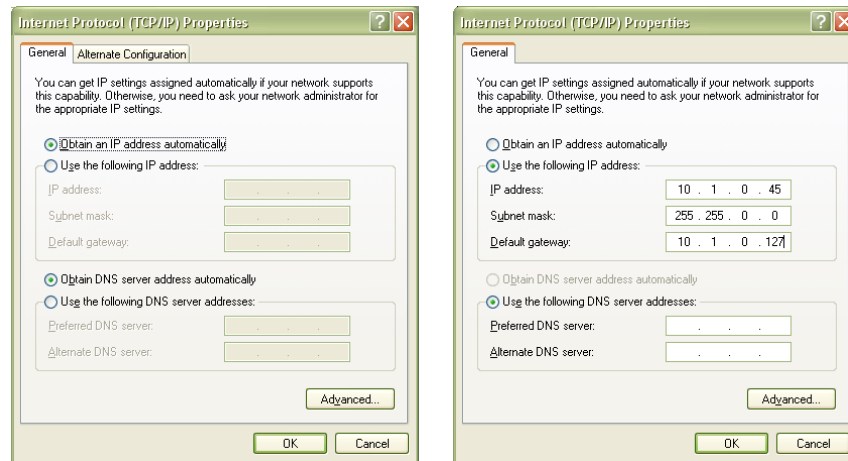 Internet Protocol (TCP/IP) Properties
General
Alternate Configuration
You can get IP settings assigned automatically if your network supports
this capability. Otherwise, you need to ask your network administrator for
the appropriate IP settings.
Obtain an IP address automatically
Use the following IP address:
IP address:
Subnet mask:
Default gateway:
Obtain DNS server address automatically
Use the following DNS server addresses:
Preferred DNS server:
Alternate DNS server:
Advanced...
OK
Cancel
Internet Protocol (TCP/IP) Properties
General
You can get IP settings assigned automatically if your network supports
this capability. Otherwise, you need to ask your network administrator for
the appropriate IP settings.
Obtain an IP address automatically
Use the following IP address:
IP address: 10 . 1 . 0 . 45
Subnet mask: 255 . 255 . 0 . 0
Default gateway: 10 . 1 . 0 . 127
Obtain DNS server address automatically
Use the following DNS server addresses:
Preferred DNS server:
Alternate DNS server:
Advanced...
OK
Cancel